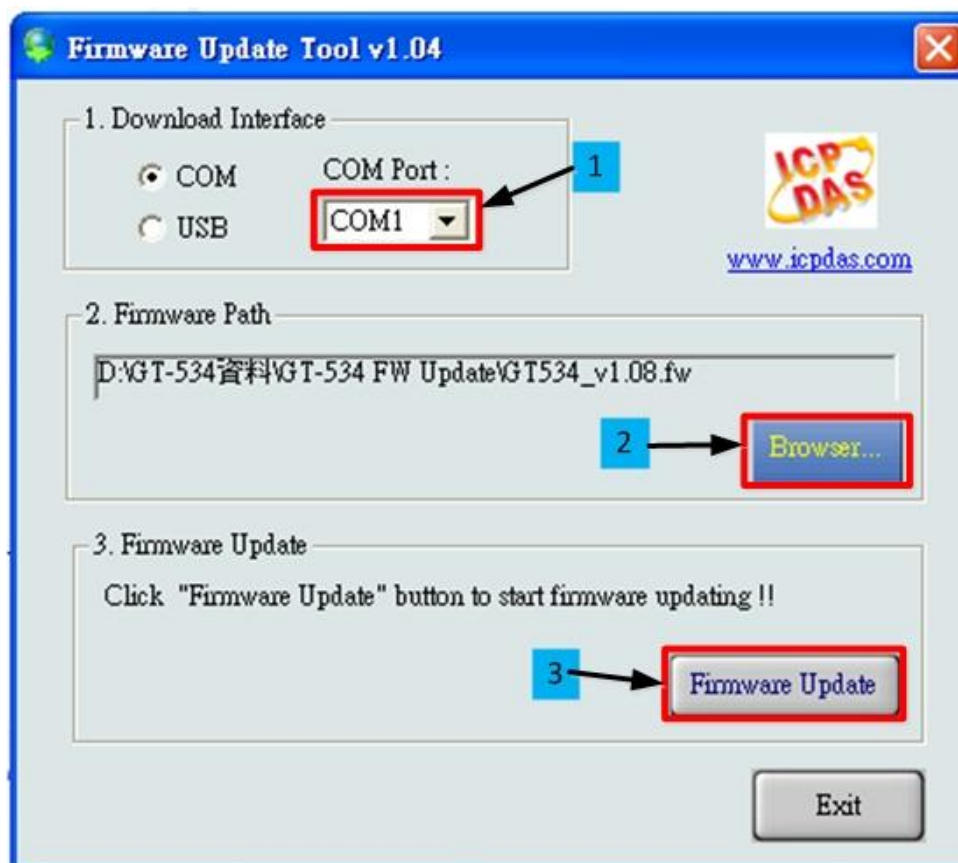 Firmware Update Tool v1.04
1. Download Interface
COM
COM Port :
1
USB
COM1
ICP
DAS
www.icpdas.com
2. Firmware Path
D:\GT-534資料\GT-534 FW Update\GT534_v1.08.fw
2
Browser...
3. Firmware Update
Click "Firmware Update" button to start firmware updating !!
3
Firmware Update
Exit